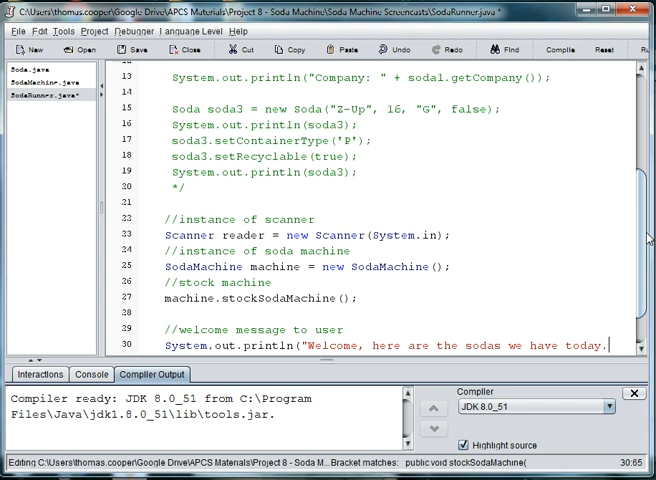 C:\Users\thomas.cooper\Google Drive\APCS Materials\Project 8 - Soda Machine\Soda Machine Screencasts\SodaRunner.java *
File Edit Tools Project Debugger Language Level Help
New Open Save Close Cut Copy Paste Undo Redo Find Compile Reset Ru
Soda.java
SodaMachine.java
SodaRunner.java*
13 System.out.println("Company: " + soda1.getCompany());
14
15 Soda soda3 = new Soda("Z-Up", 16, "G", false);
16 System.out.println(soda3);
17 soda3.setContainerType('P');
18 soda3.setRecyclable(true);
19 System.out.println(soda3);
20 */
21
22 //instance of scanner
23 Scanner reader = new Scanner(System.in);
24 //instance of soda machine
25 SodaMachine machine = new SodaMachine();
26 //stock machine
27 machine.stockSodaMachine();
28
29 //welcome message to user
30 System.out.println("Welcome, here are the sodas we have today.
Interactions Console Compiler Output
Compiler ready: JDK 8.0_51 from C:\Program
Files\Java\jdk1.8.0_51\lib\tools.jar.
Compiler
JDK 8.0_51
Highlight source
Editing C:\Users\thomas.cooper\Google Drive\APCS Materials\Project 8 - Soda M...Bracket matches: public void stockSodaMachine( 30:65